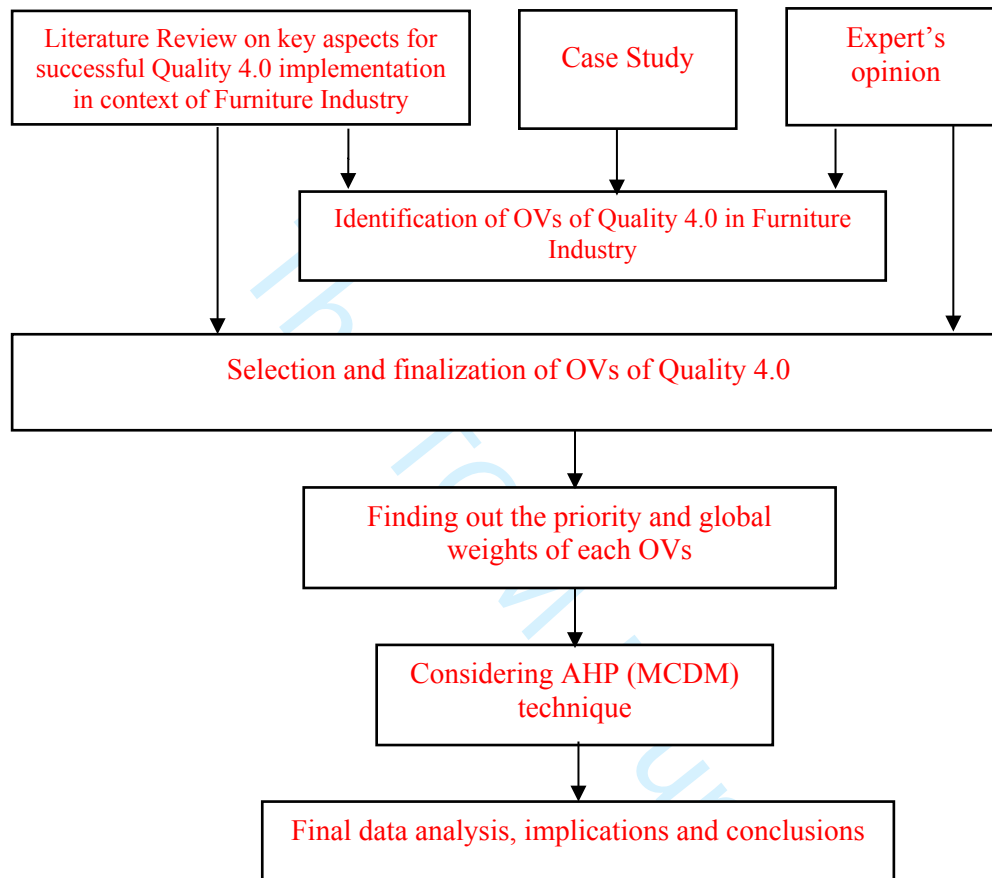 Literature Review on key aspects for
successful Quality 4.0 implementation
in context of Furniture Industry
Case Study
Expert’s
opinion
Identification of OVs of Quality 4.0 in Furniture
Industry
Selection and finalization of OVs of Quality 4.0
Finding out the priority and global
weights of each OVs
Considering AHP (MCDM)
technique
Final data analysis, implications and conclusions